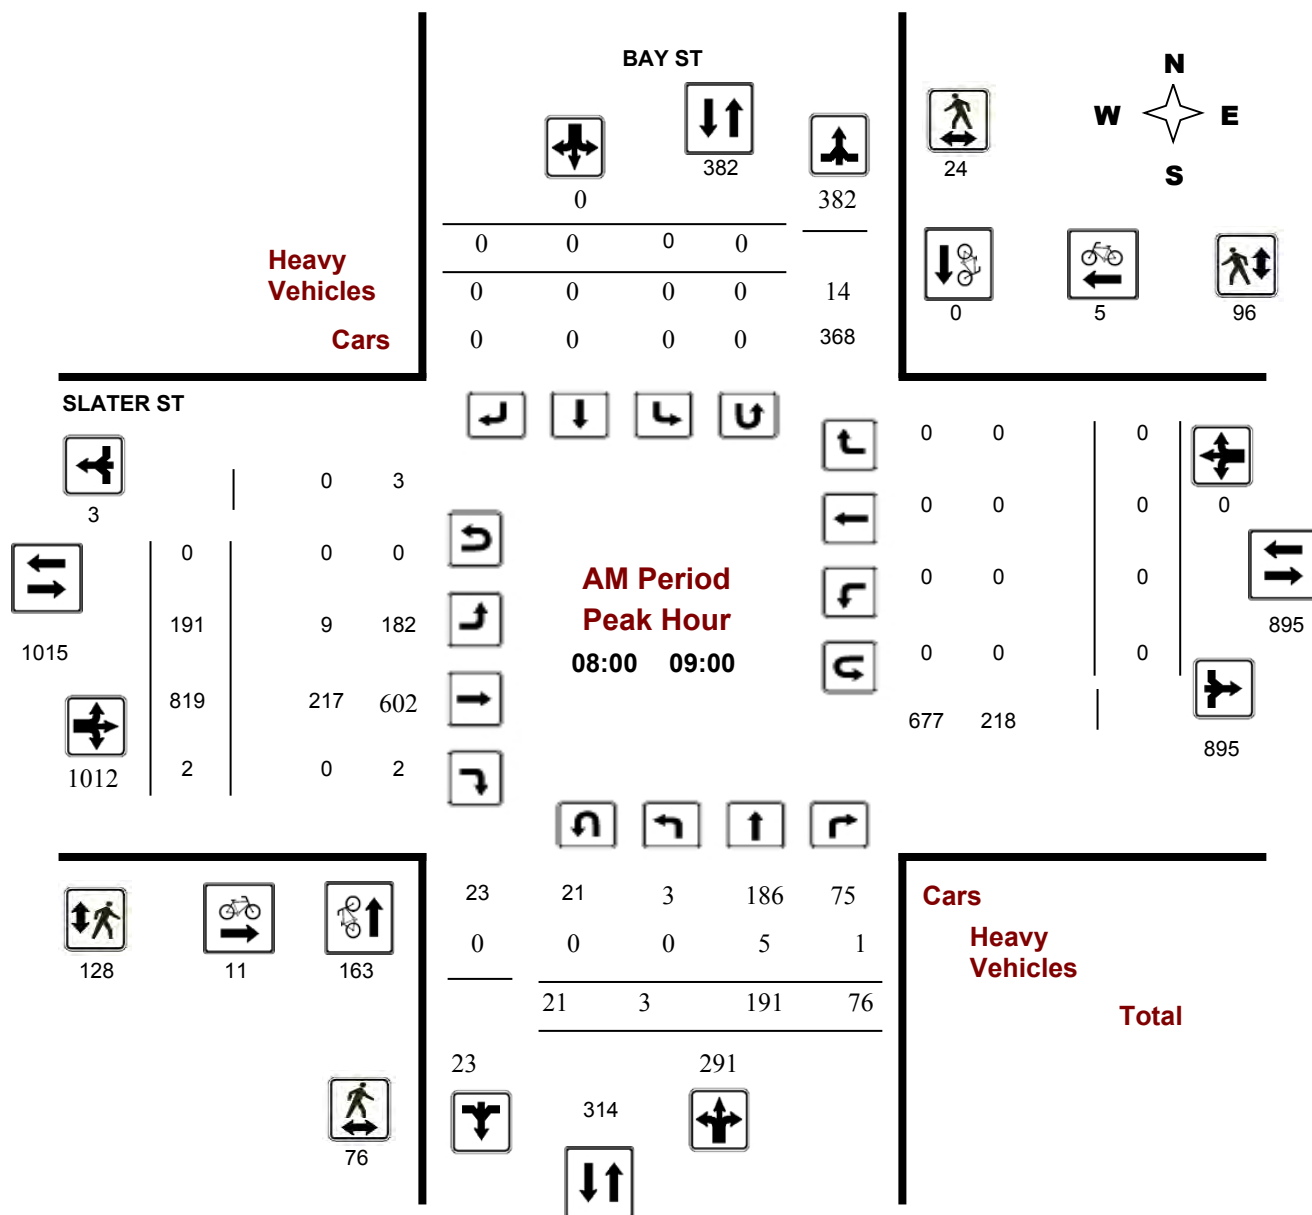 BAY ST
N
W E
S
382
24
0 382
0 0 0 0
Heavy
Vehicles
0 0 0 0 14
0 5 96
Cars
0 0 0 0 368
SLATER ST
0 0 0
0 3
3
0 0 0 0
0 0 0
AM Period
0 0 0
191 9 182
Peak Hour
895
1015
08:00 09:00
0 0 0
819 217 602
677 218
895
1012 2 0 2
23 21 3 186 75
Cars
0 0 0 5 1
Heavy
Vehicles
128 11 163
21 3 191 76
Total
23 291
314
76